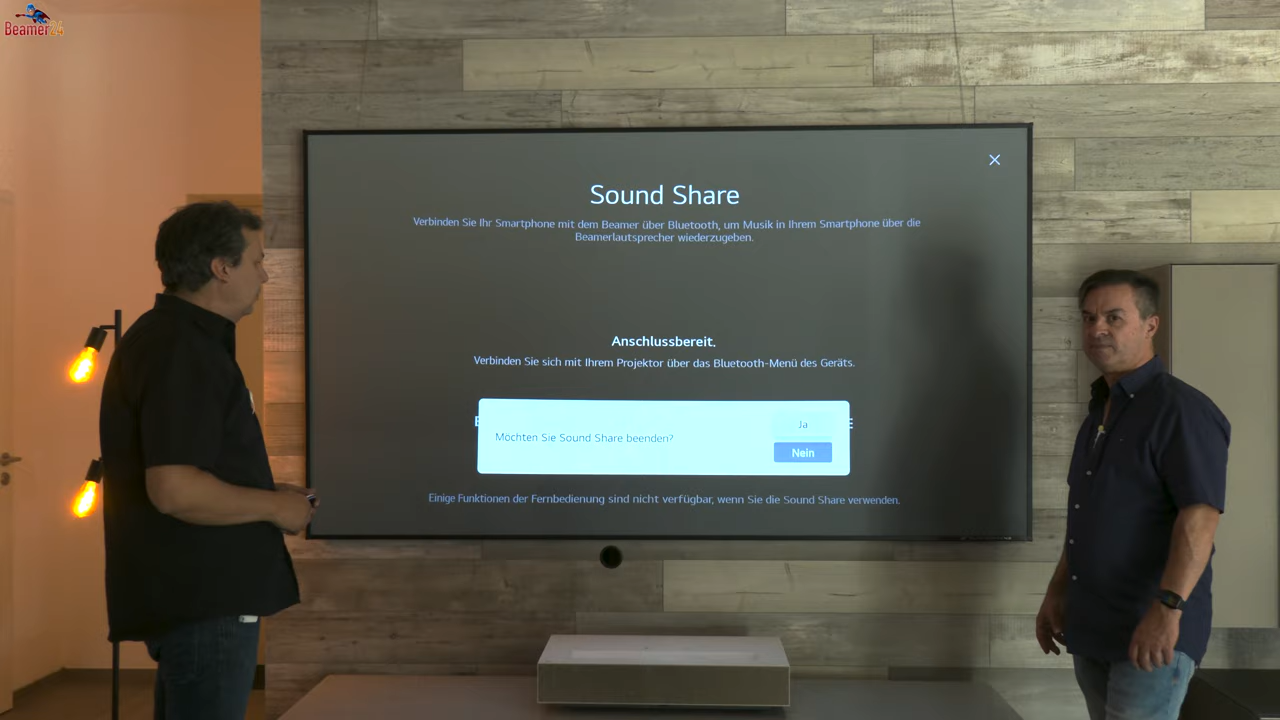 Beamer24
Sound Share
Verbinden Sie Ihr Smartphone mit dem Beamer über Bluetooth, um Musik in Ihrem Smartphone über die
Beamerlautsprecher wiederzugeben.
Anschlussbereit.
Verbinden Sie sich mit Ihrem Projektor über das Bluetooth-Menü des Geräts.
Möchten Sie Sound Share beenden?
Ja
Nein
Einige Funktionen der Fernbedienung sind nicht verfügbar, wenn Sie die Sound Share verwenden.